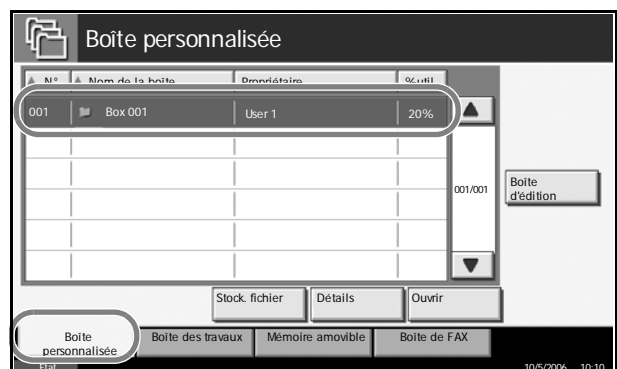 Boîte personnalisée
N° Nom de la boîte Propriétaire %util
001 Box 001 User 1 20%
001/001
Boîte
d'édition
Stock. fichier Détails Ouvrir
Boîte
personnalisée
Boîte des travaux Mémoire amovible Boîte de FAX
Etat 10/5/2006 10:10